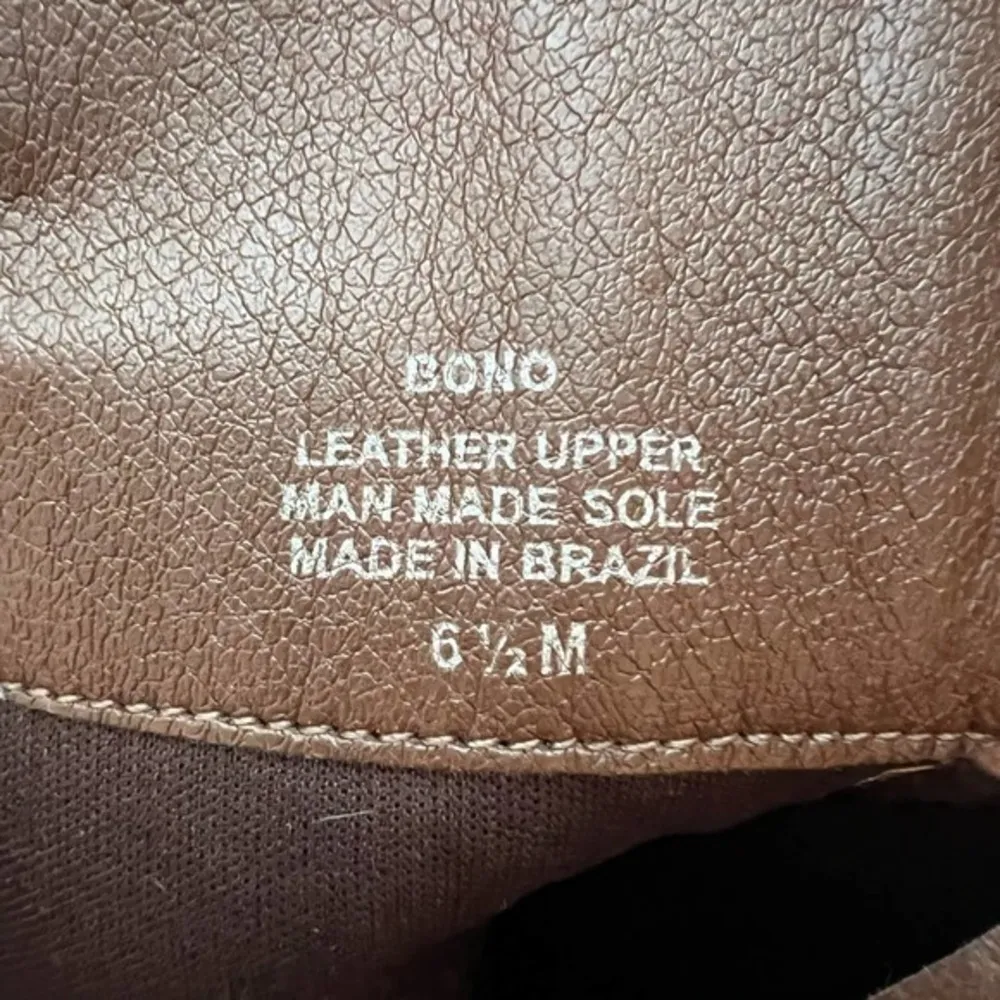 BONO
LEATHER UPPER
MAN MADE SOLE
MADE IN BRAZIL
6 ½ M